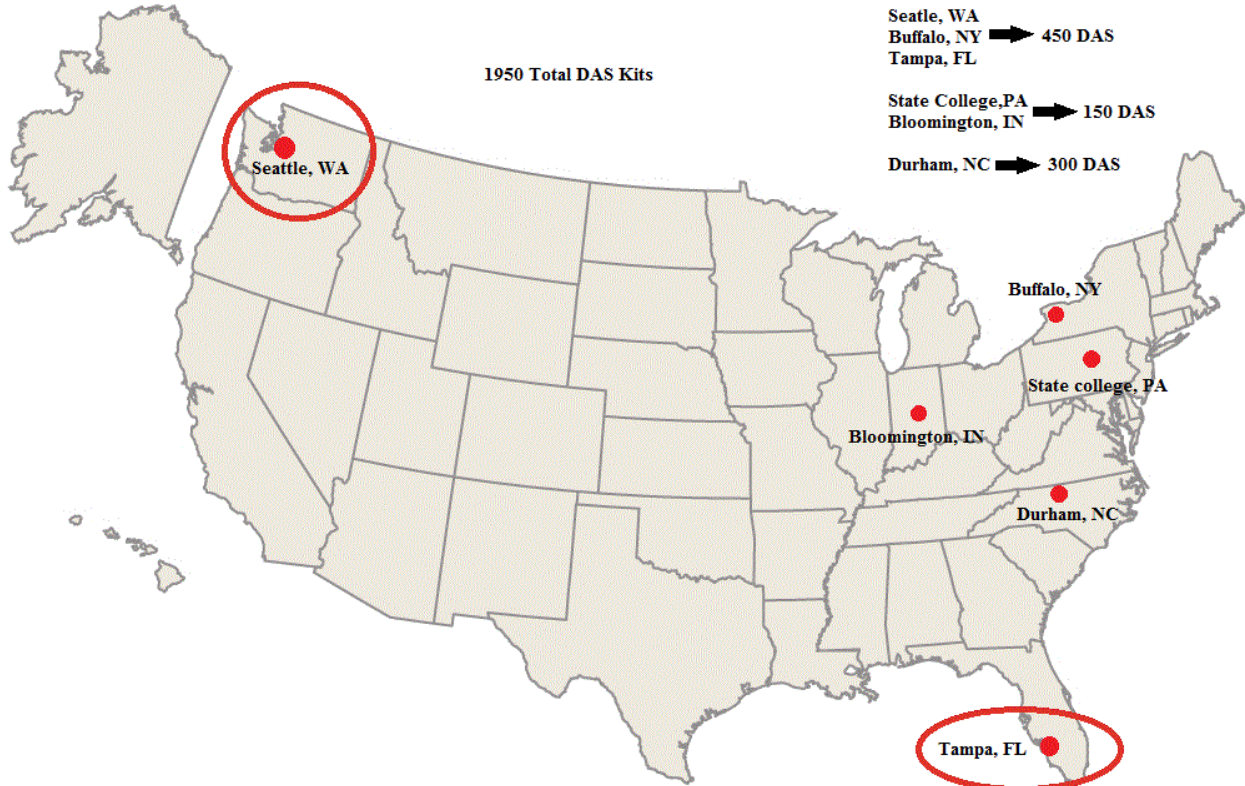 Seatle, WA
Buffalo, NY 450 DAS
Tampa, FL
1950 Total DAS Kits
State College,PA
Bloomington, IN 150 DAS
Durham, NC 300 DAS
Seattle, WA
Buffalo, NY
State college, PA
Bloomington, IN
Durham, NC
Tampa, FL